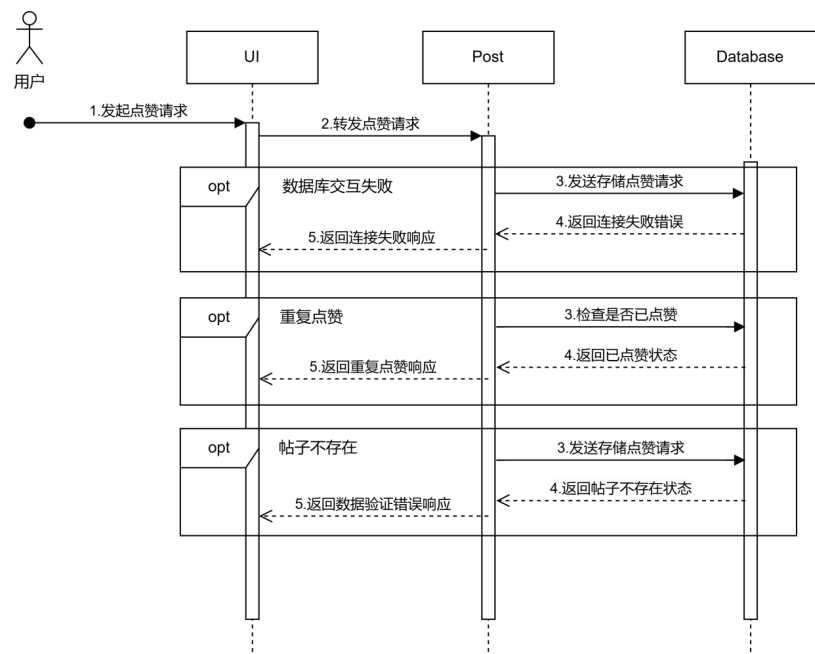 用户
UI
Post
Database
1.发起点赞请求
2.转发点赞请求
opt
数据库交互失败
3.发送存储点赞请求
4.返回连接失败错误
5.返回连接失败响应
opt
重复点赞
3.检查是否已点赞
4.返回已点赞状态
5.返回重复点赞响应
opt
帖子不存在
3.发送存储点赞请求
4.返回帖子不存在状态
5.返回数据验证错误响应